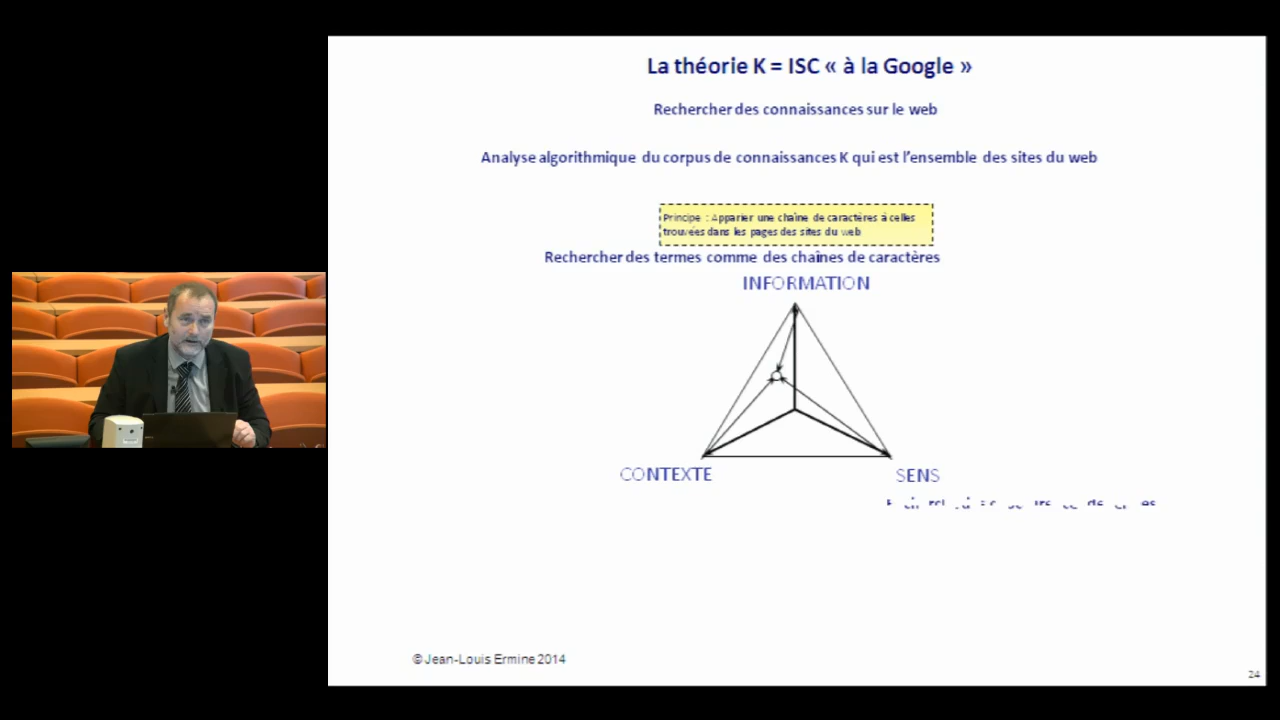 La théorie K = ISC « à la Google »
Rechercher des connaissances sur le web
Analyse algorithmique du corpus de connaissances K qui est l'ensemble des sites du web
Principe : Apparier une chaîne de caractères à celles
trouvées dans les pages des sites du web
Rechercher des termes comme des chaînes de caractères
INFORMATION
CONTEXTE
SENS
© Jean-Louis Ermine 2014
24